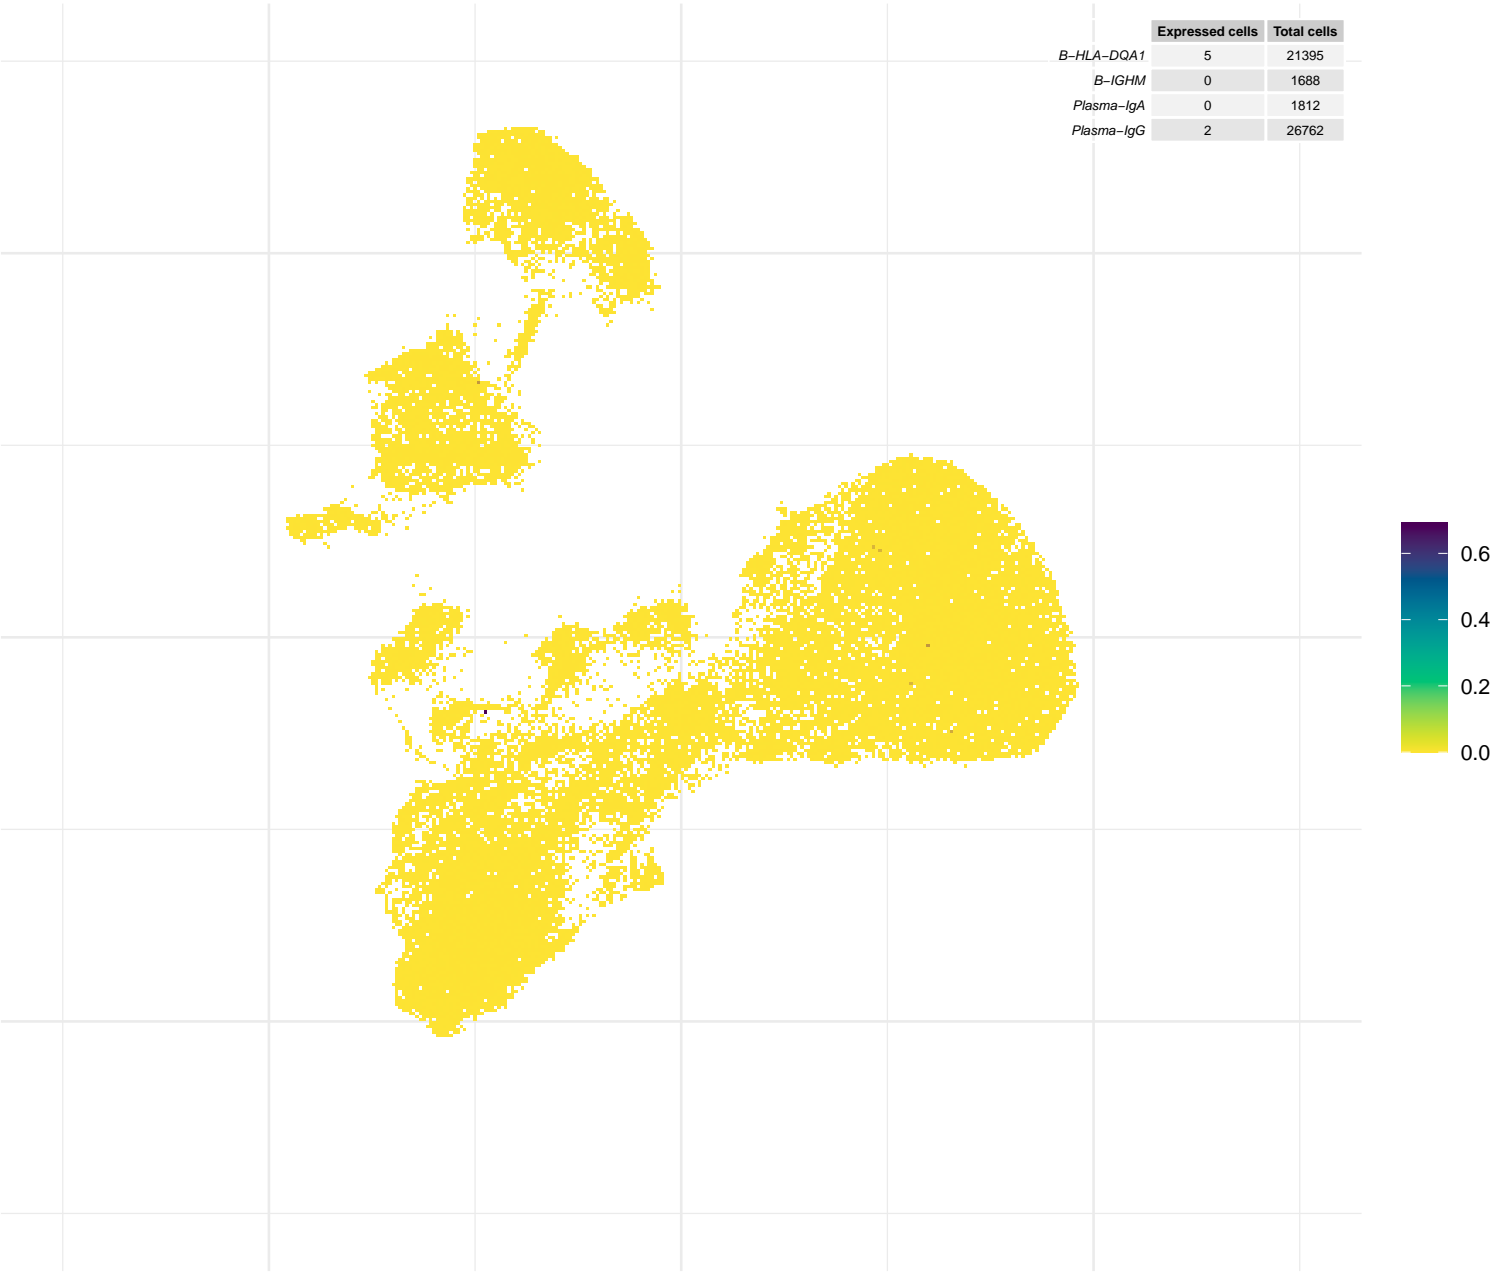 Expressed cells Total cells
B−HLA−DQA1 5 21395
B−IGHM 0 1688
Plasma−IgA 0 1812
Plasma−IgG 2 26762
0.6
0.4
0.2
0.0